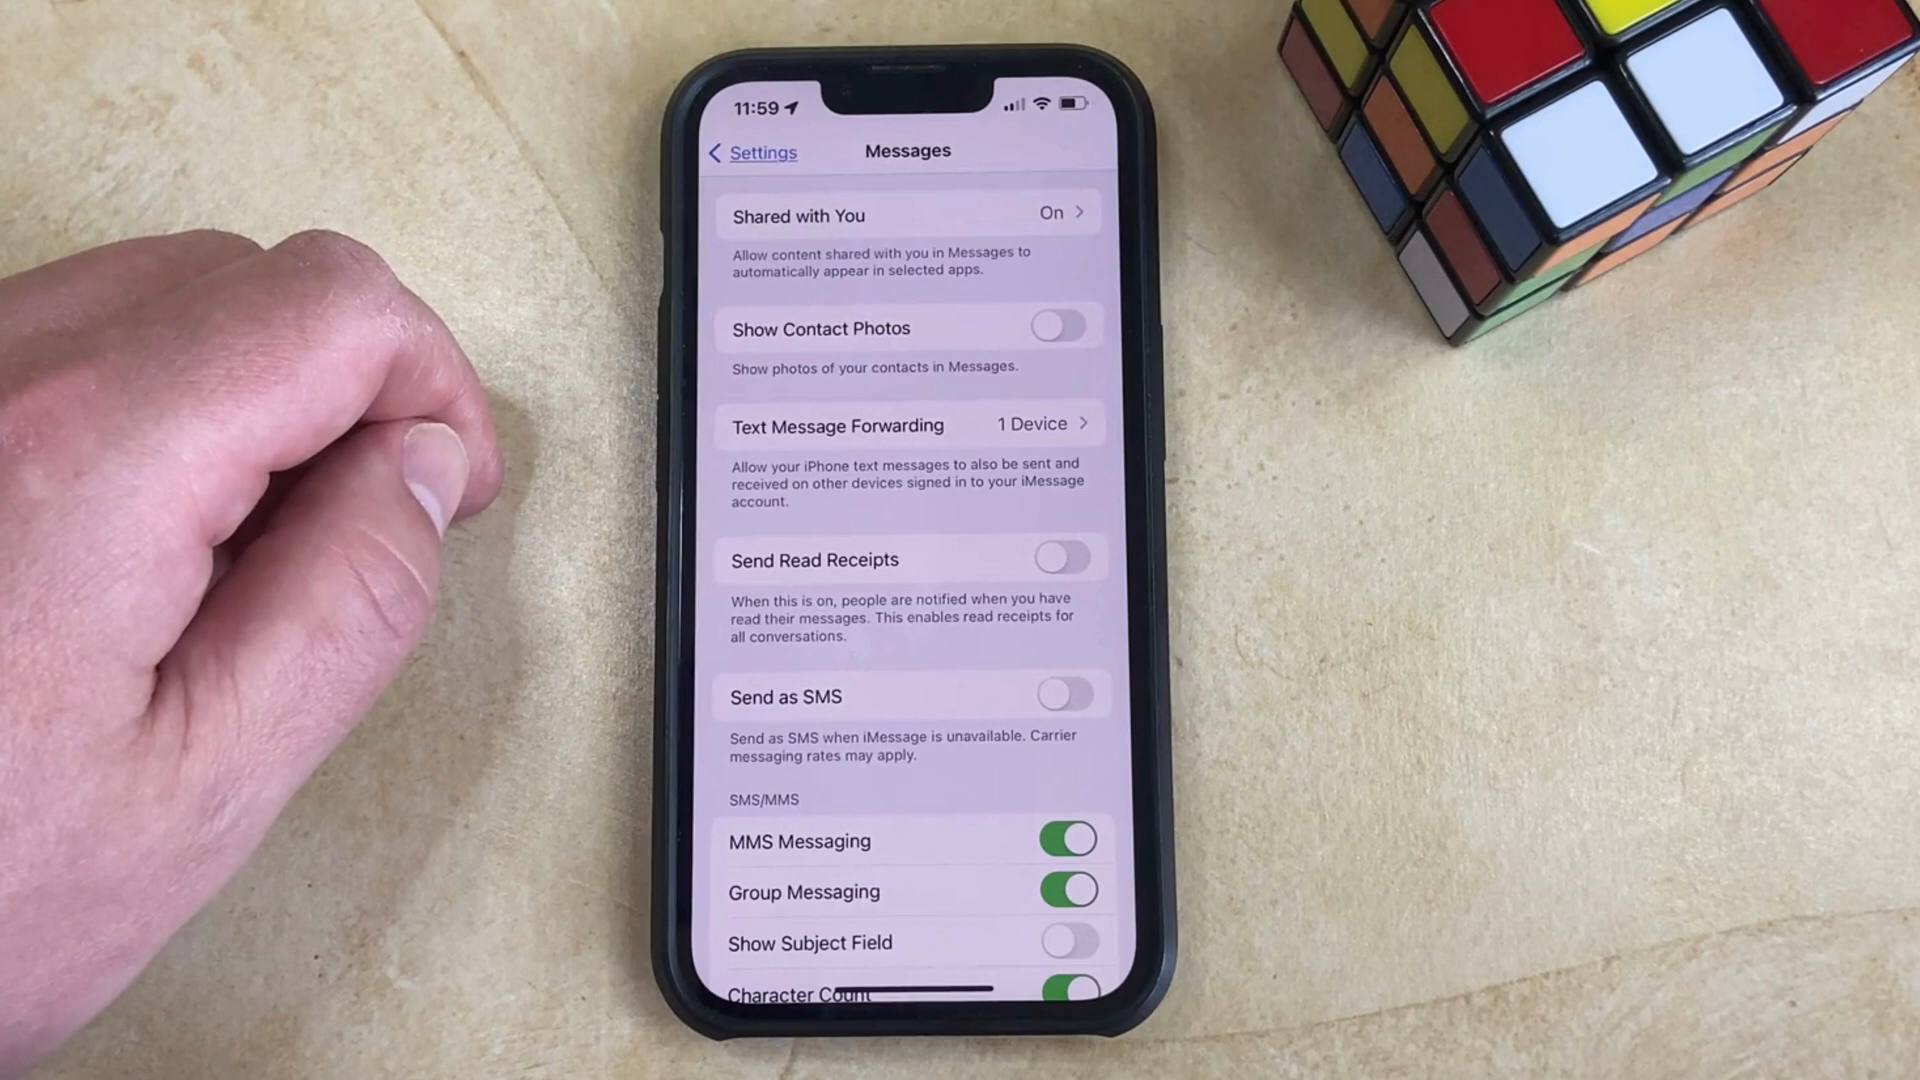 11:59
Settings
Messages
Shared with You On
Allow content shared with you in Messages to
automatically appear in selected apps.
Show Contact Photos
Show photos of your contacts in Messages.
Text Message Forwarding 1 Device
Allow your iPhone text messages to also be sent and
received on other devices signed in to your iMessage
account.
Send Read Receipts
When this is on, people are notified when you have
read their messages. This enables read receipts for
all conversations.
Send as SMS
Send as SMS when iMessage is unavailable. Carrier
messaging rates may apply.
SMS/MMS
MMS Messaging
Group Messaging
Show Subject Field
Character Count